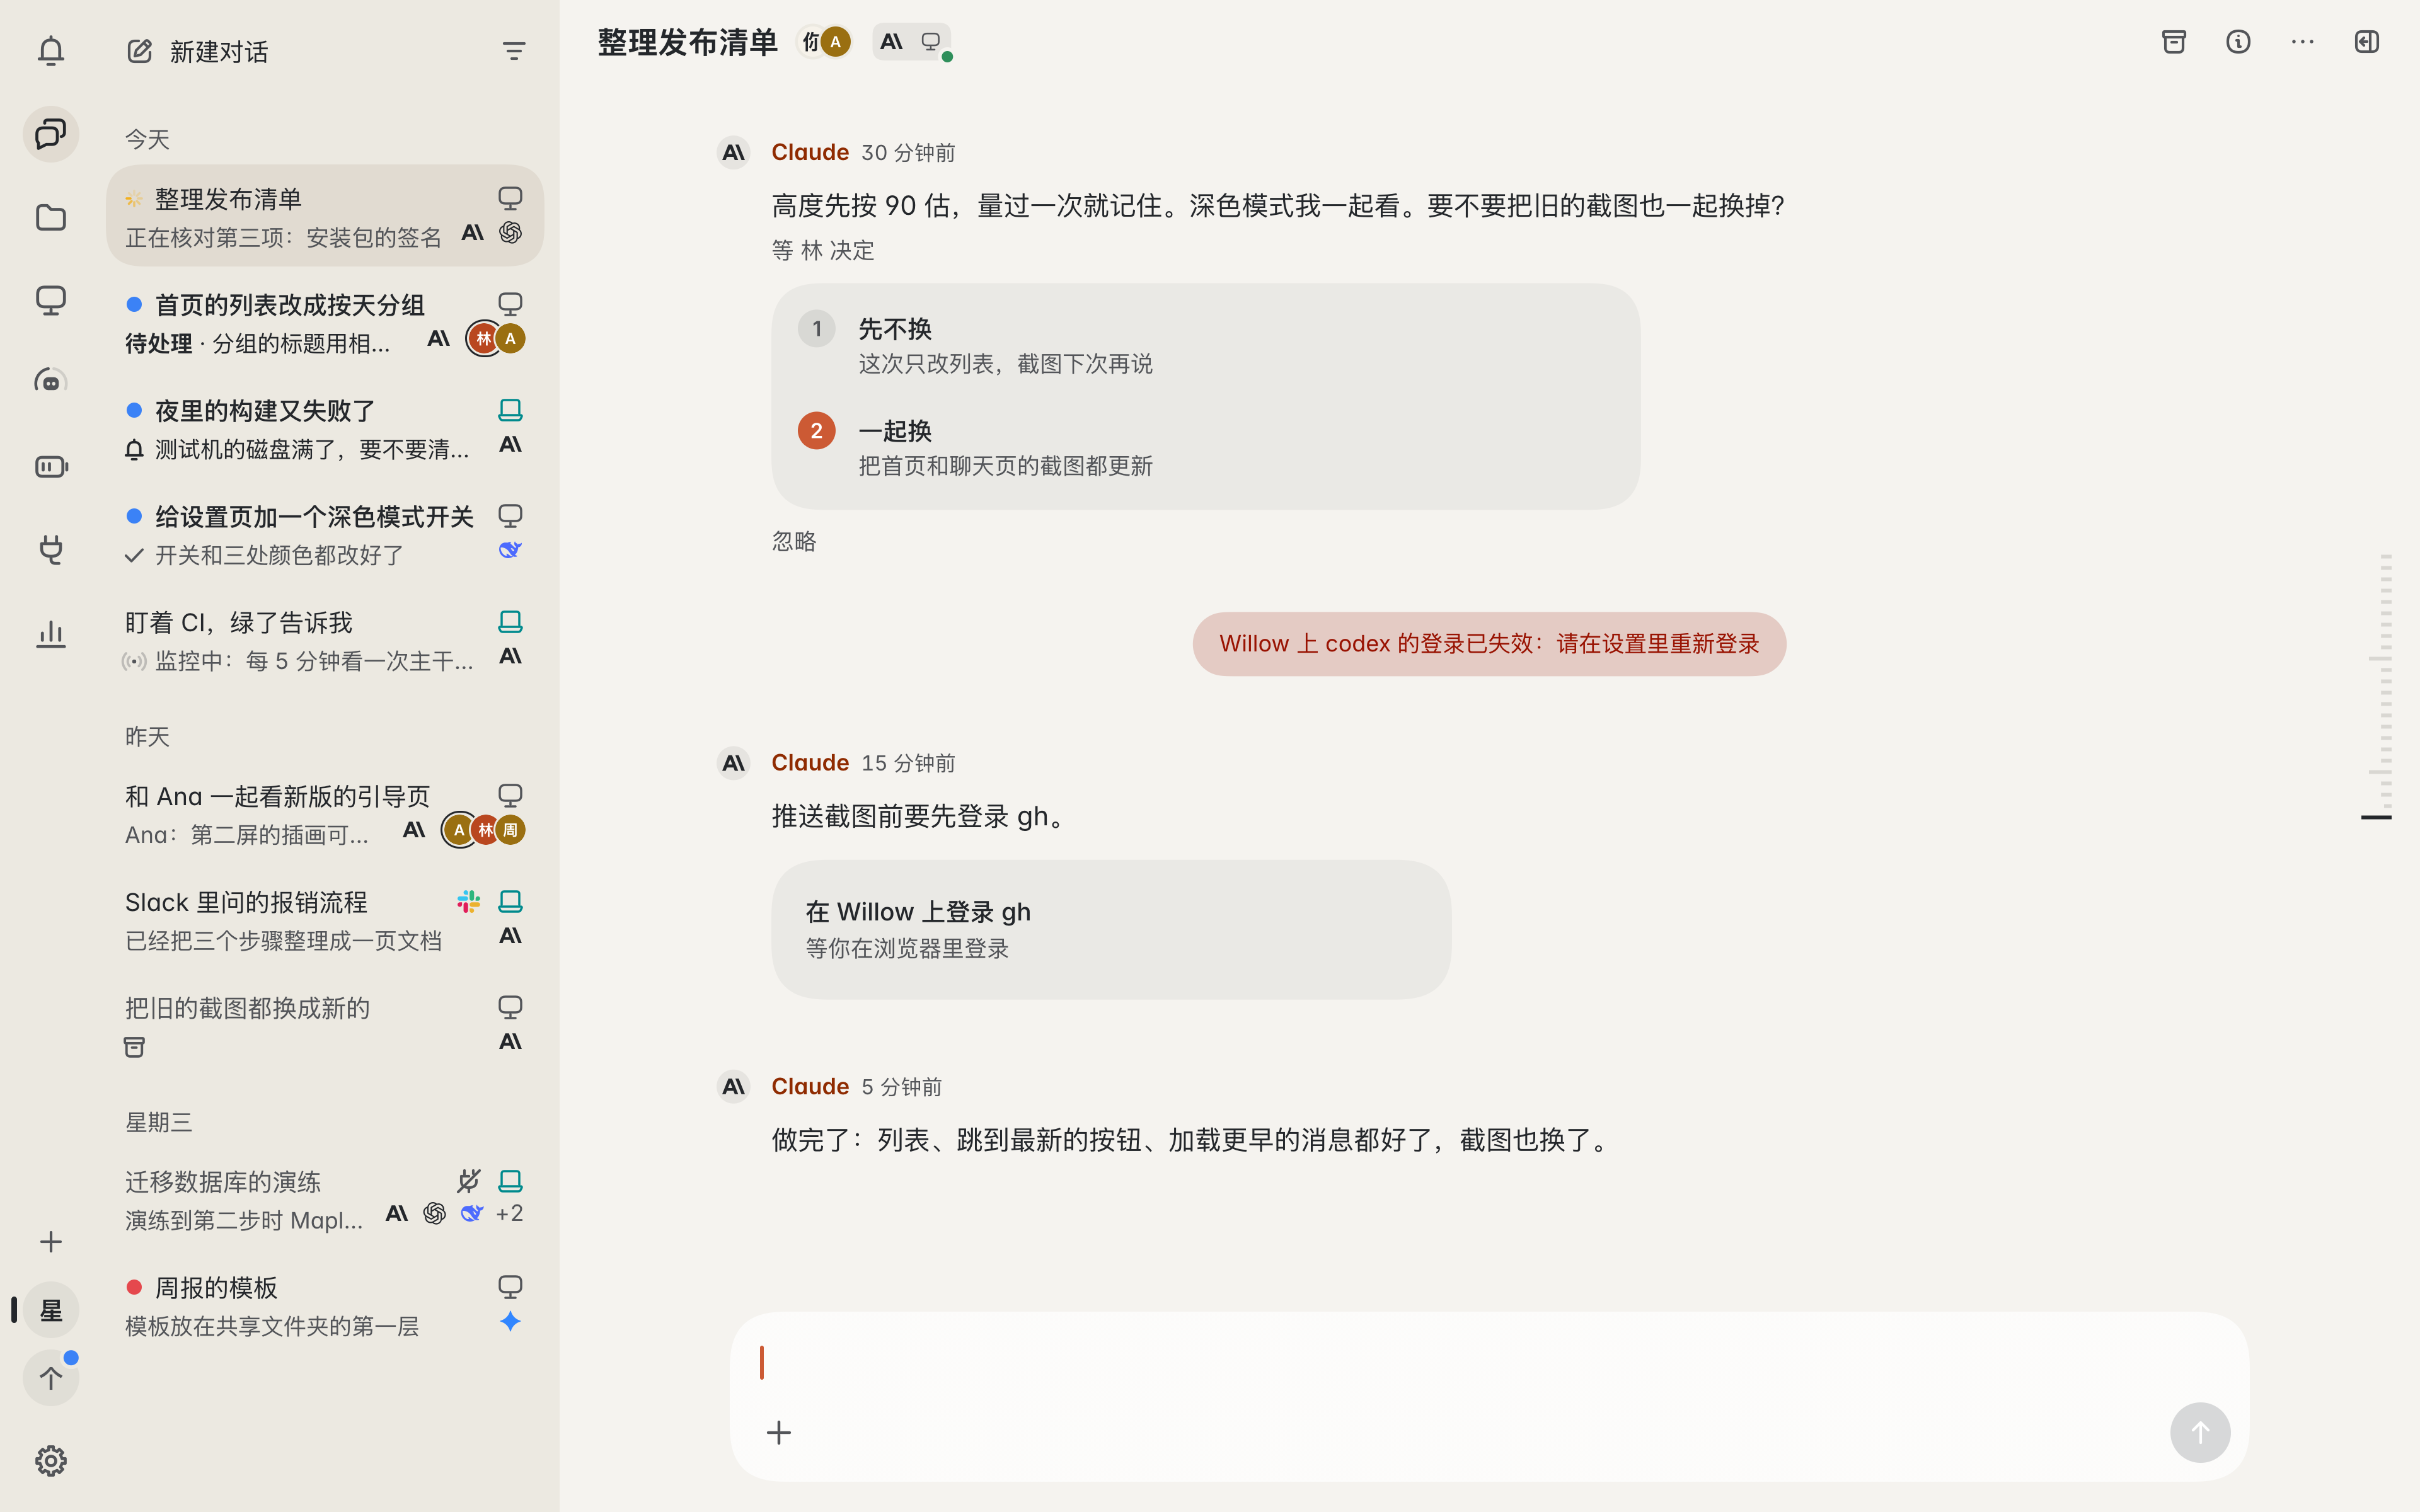 新建对话
今天
整理发布清单
正在核对第三项：安装包的签名
首页的列表改成按天分组
待处理 · 分组的标题用相...
林 A
夜里的构建又失败了
测试机的磁盘满了，要不要清...
给设置页加一个深色模式开关
开关和三处颜色都改好了
盯着 CI，绿了告诉我
监控中：每 5 分钟看一次主干...
昨天
和 Ana 一起看新版的引导页
Ana：第二屏的插画可...
A 林 周
Slack 里问的报销流程
已经把三个步骤整理成一页文档
把旧的截图都换成新的
星期三
迁移数据库的演练
演练到第二步时 Mapl...
+2
周报的模板
模板放在共享文件夹的第一层
星
个
整理发布清单
你 A
Claude 30 分钟前
高度先按 90 估，量过一次就记住。深色模式我一起看。要不要把旧的截图也一起换掉？
等 林 决定
1 先不换
这次只改列表，截图下次再说
2 一起换
把首页和聊天页的截图都更新
忽略
Willow 上 codex 的登录已失效：请在设置里重新登录
Claude 15 分钟前
推送截图前要先登录 gh。
在 Willow 上登录 gh
等你在浏览器里登录
Claude 5 分钟前
做完了：列表、跳到最新的按钮、加载更早的消息都好了，截图也换了。